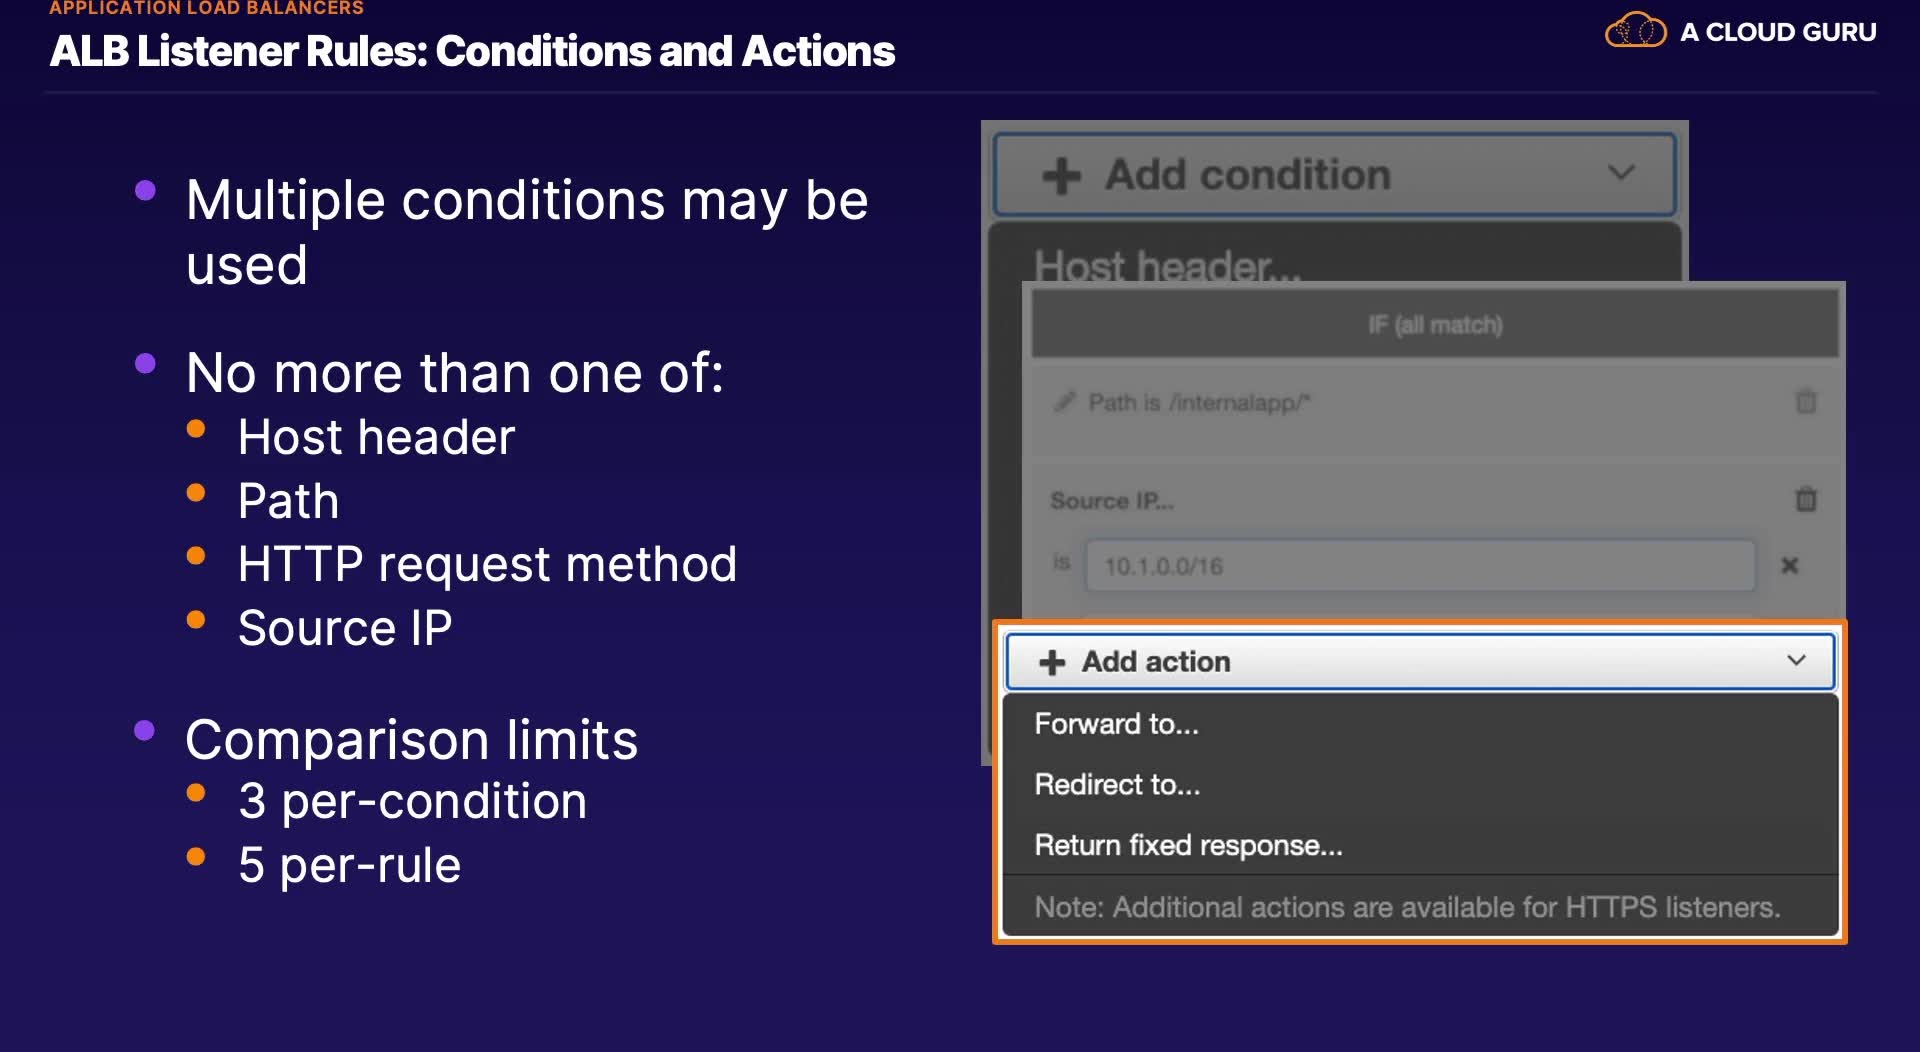 APPLICATION LOAD BALANCERS
ALB Listener Rules: Conditions and Actions
A CLOUD GURU
Multiple conditions may be
used
No more than one of:
Host header
Path
HTTP request method
Source IP
Comparison limits
3 per-condition
5 per-rule
Add condition
Host header...
IF (all match)
Path is /internalapp/*
Source IP...
is 10.1.0.0/16
Add action
Forward to...
Redirect to...
Return fixed response...
Note: Additional actions are available for HTTPS listeners.